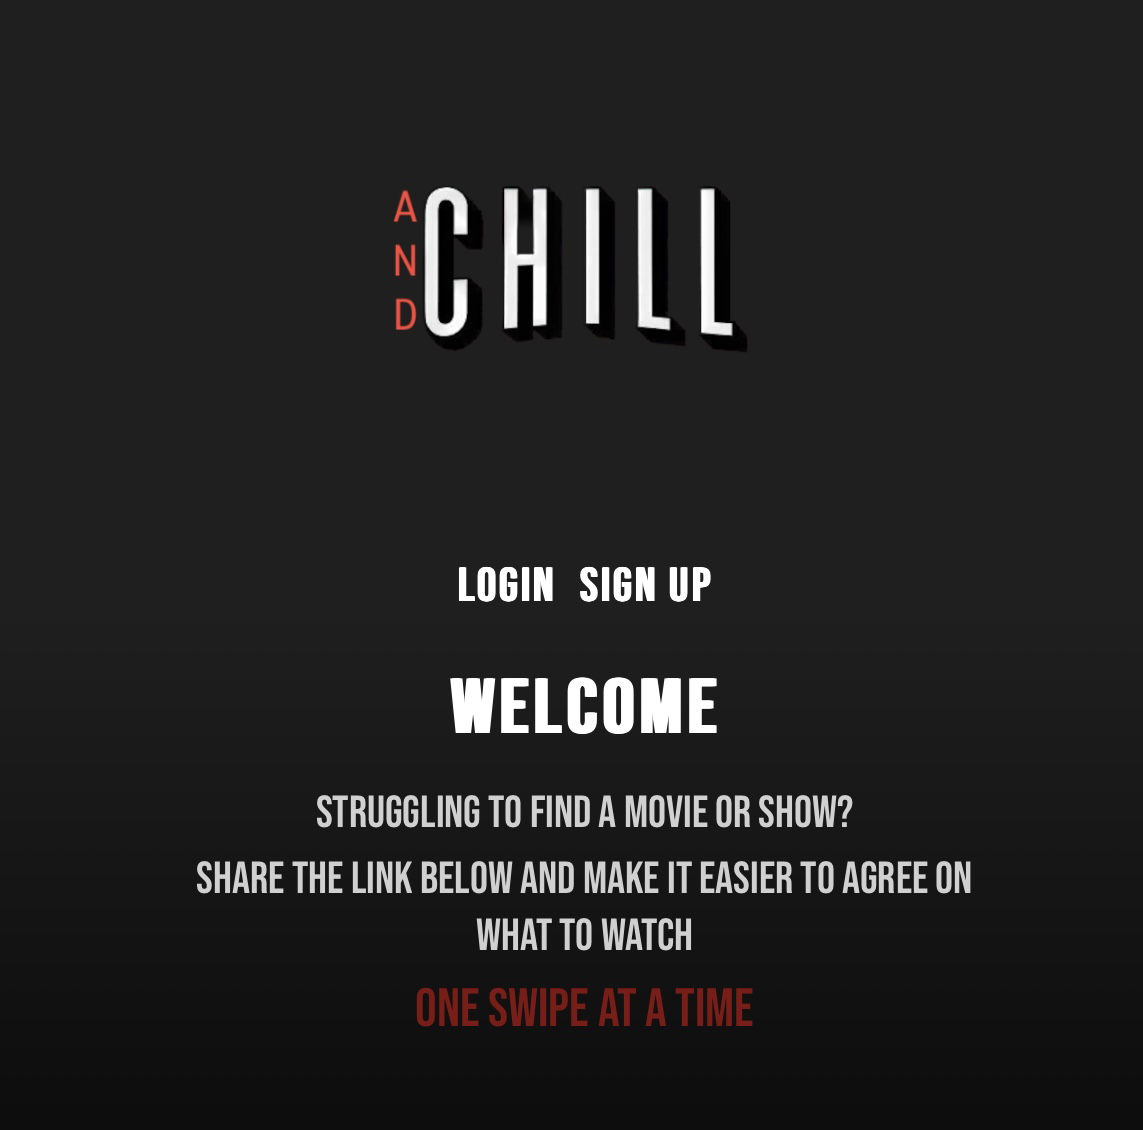 AND CHILL
LOGIN SIGN UP
WELCOME
STRUGGLING TO FIND A MOVIE OR SHOW?
SHARE THE LINK BELOW AND MAKE IT EASIER TO AGREE ON
WHAT TO WATCH
ONE SWIPE AT A TIME